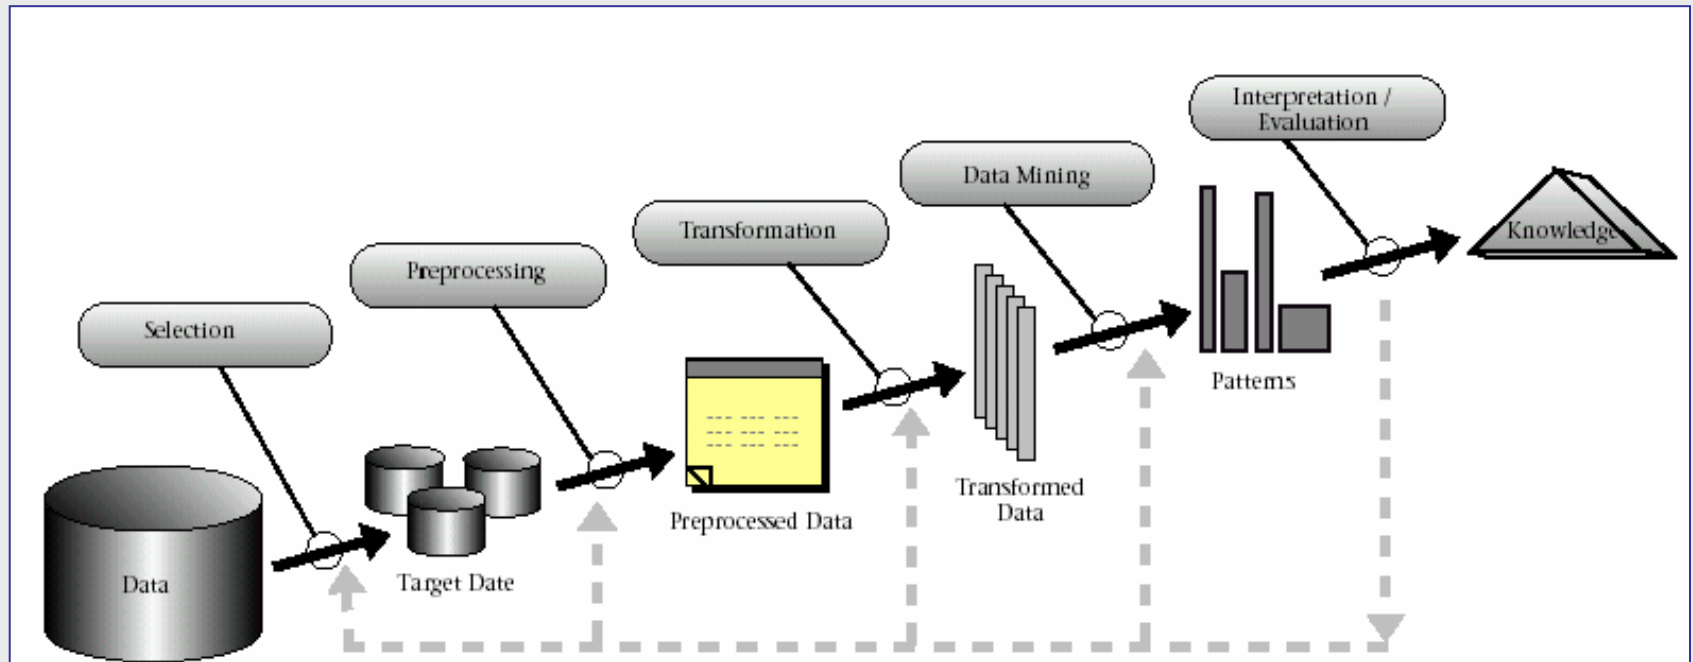 Interpretation /
Evaluation
Data Mining
Transformation
Preprocessing
Selection
Knowledge
Patterns
Transformed
Data
Preprocessed Data
Target Date
Data